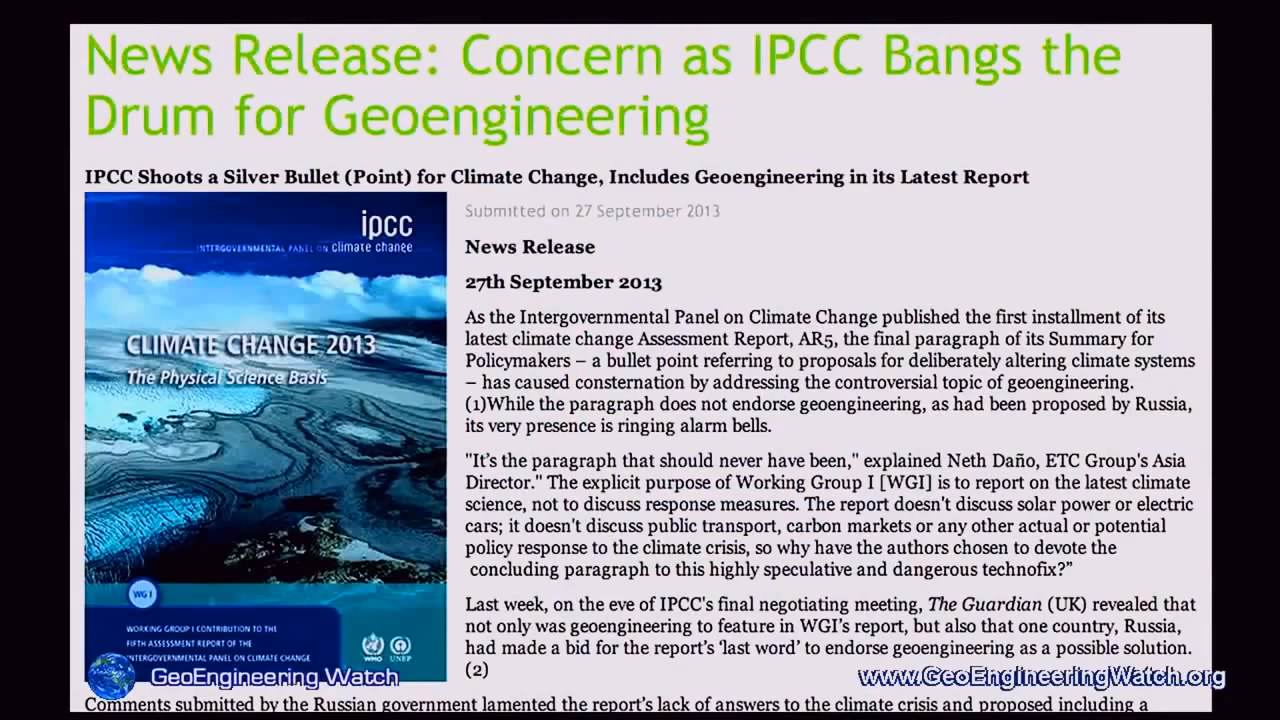 News Release: Concern as IPCC Bangs the
Drum for Geoengineering
IPCC Shoots a Silver Bullet (Point) for Climate Change, Includes Geoengineering in its Latest Report
ipcc
INTERGOVERNMENTAL PANEL ON climate change
CLIMATE CHANGE 2013
The Physical Science Basis
WG I
WORKING GROUP I CONTRIBUTION TO THE
FIFTH ASSESSMENT REPORT OF THE
INTERGOVERNMENTAL PANEL ON CLIMATE CHANGE
WMO UNEP
Submitted on 27 September 2013
News Release
27th September 2013
As the Intergovernmental Panel on Climate Change published the first installment of its
latest climate change Assessment Report, AR5, the final paragraph of its Summary for
Policymakers – a bullet point referring to proposals for deliberately altering climate systems
– has caused consternation by addressing the controversial topic of geoengineering.
(1)While the paragraph does not endorse geoengineering, as had been proposed by Russia,
its very presence is ringing alarm bells.
"It's the paragraph that should never have been," explained Neth Daño, ETC Group's Asia
Director." The explicit purpose of Working Group I [WGI] is to report on the latest climate
science, not to discuss response measures. The report doesn't discuss solar power or electric
cars; it doesn't discuss public transport, carbon markets or any other actual or potential
policy response to the climate crisis, so why have the authors chosen to devote the
concluding paragraph to this highly speculative and dangerous technofix?"
Last week, on the eve of IPCC's final negotiating meeting, The Guardian (UK) revealed that
not only was geoengineering to feature in WGI's report, but also that one country, Russia,
had made a bid for the report's 'last word' to endorse geoengineering as a possible solution.
(2)
GeoEngineering Watch
www.GeoEngineeringWatch.org
Comments submitted by the Russian government lamented the report's lack of answers to the climate crisis and proposed including a